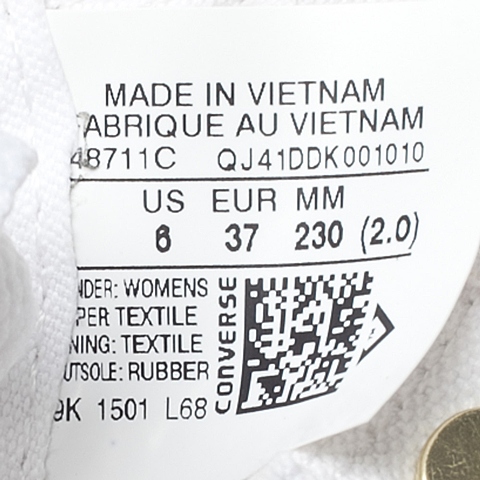 MADE IN VIETNAM
FABRIQUE AU VIETNAM
48711C QJ41DDK001010
US EUR MM
6 37 230 (2.0)
NDER: WOMENS
PER TEXTILE
NING: TEXTILE
UTSOLE: RUBBER
9K 1501 L68
CONVERSE